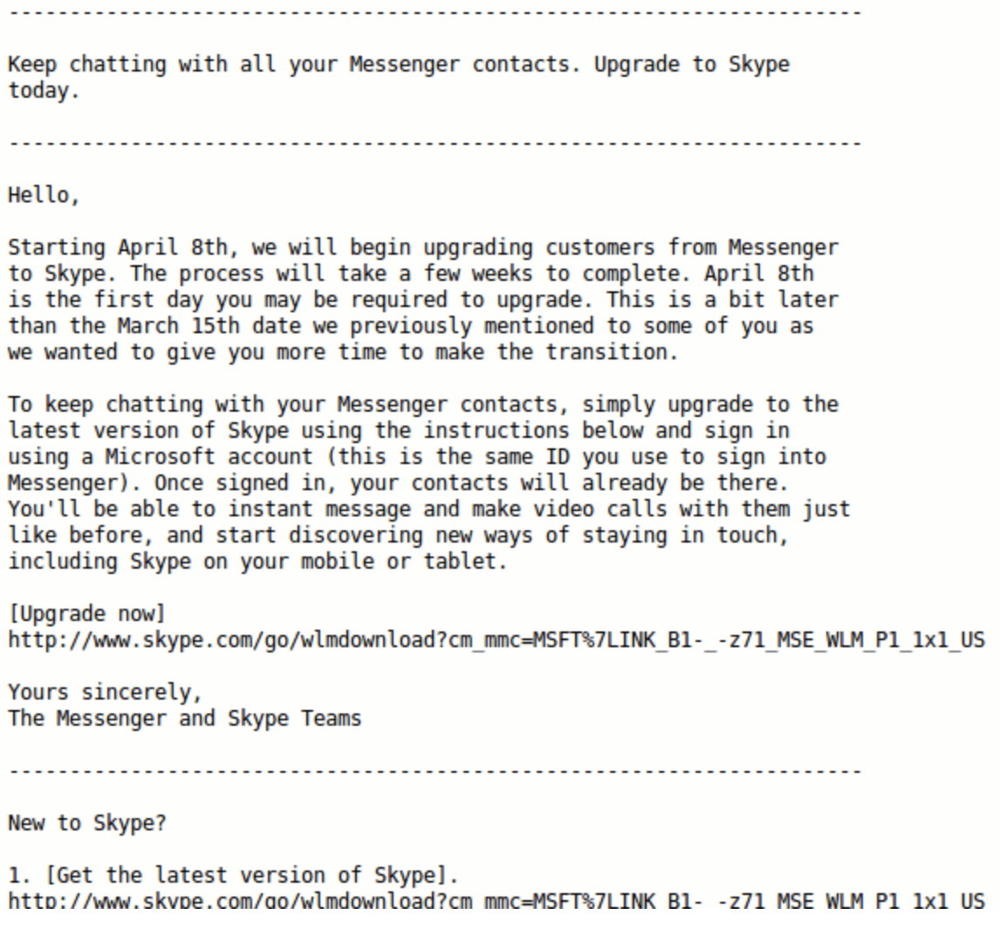 ----------------------------------------------------------------------
Keep chatting with all your Messenger contacts. Upgrade to Skype
today.
----------------------------------------------------------------------
Hello,
Starting April 8th, we will begin upgrading customers from Messenger
to Skype. The process will take a few weeks to complete. April 8th
is the first day you may be required to upgrade. This is a bit later
than the March 15th date we previously mentioned to some of you as
we wanted to give you more time to make the transition.
To keep chatting with your Messenger contacts, simply upgrade to the
latest version of Skype using the instructions below and sign in
using a Microsoft account (this is the same ID you use to sign into
Messenger). Once signed in, your contacts will already be there.
You'll be able to instant message and make video calls with them just
like before, and start discovering new ways of staying in touch,
including Skype on your mobile or tablet.
[Upgrade now]
http://www.skype.com/go/wlmdownload?cm_mmc=MSFT%7LINK_B1-_-z71_MSE_WLM_P1_1x1_US
Yours sincerely,
The Messenger and Skype Teams
----------------------------------------------------------------------
New to Skype?
1. [Get the latest version of Skype].
http://www.skype.com/go/wlmdownload?cm_mmc=MSFT%7LINK_B1-_-z71_MSE_WLM_P1_1x1_US